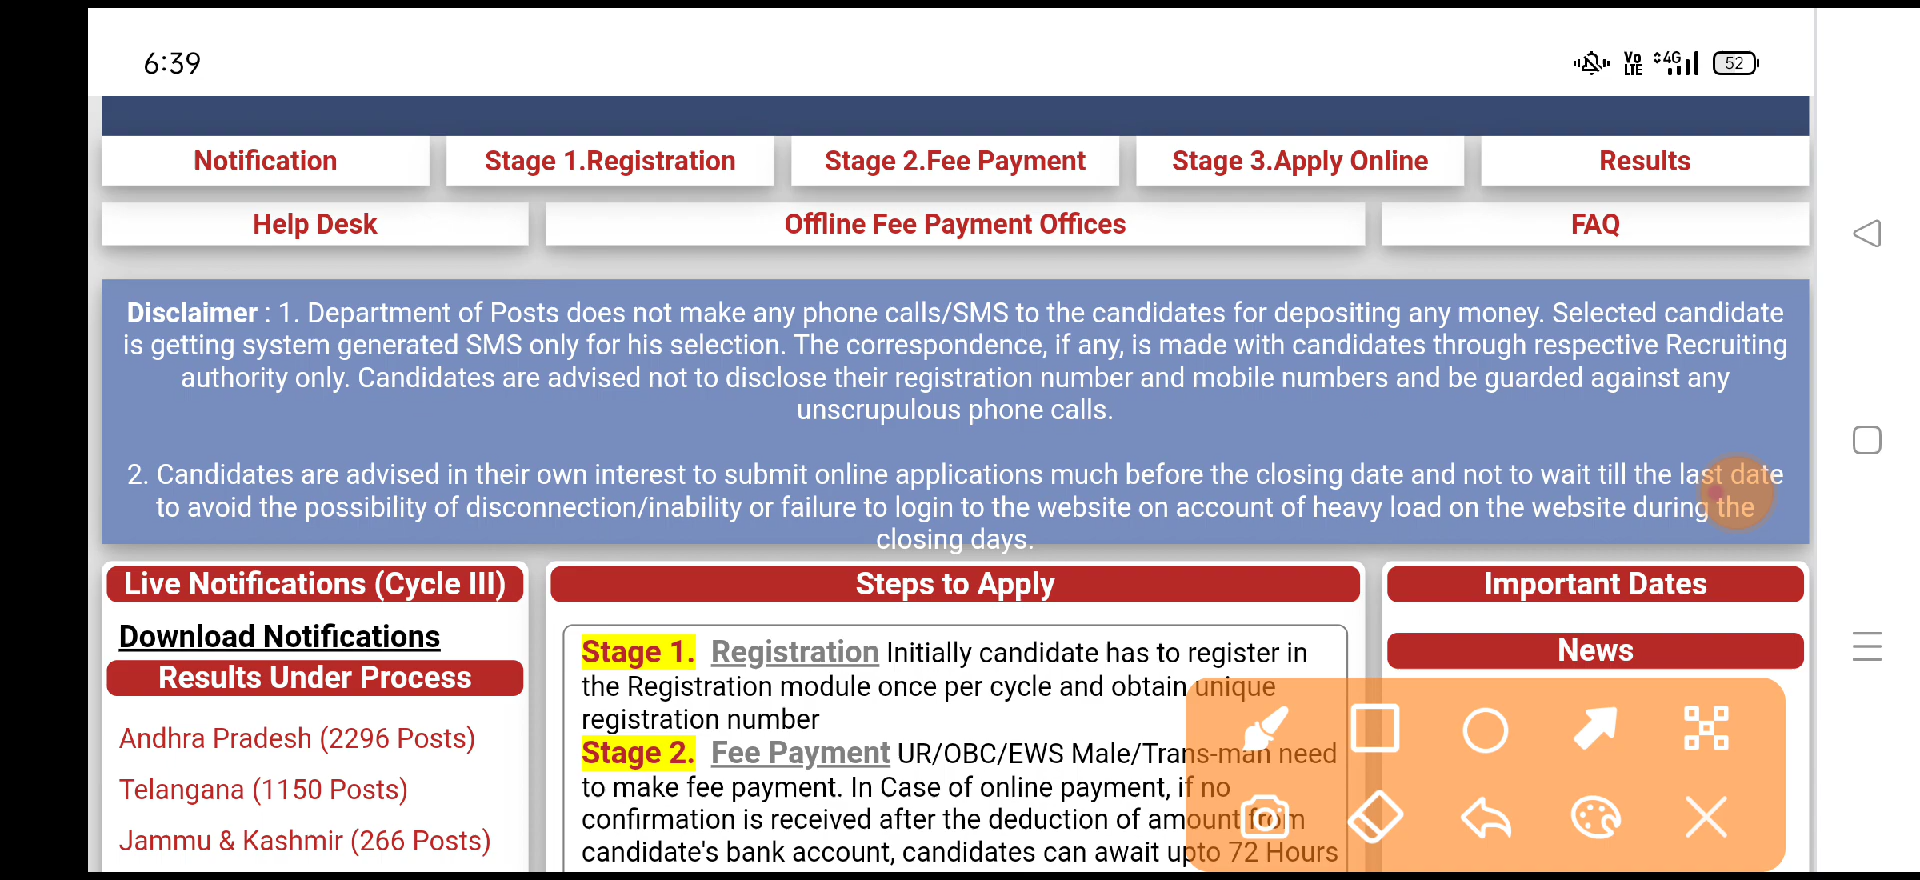 6:39
Vo LTE 4G 52
Notification
Stage 1.Registration
Stage 2.Fee Payment
Stage 3.Apply Online
Results
Help Desk
Offline Fee Payment Offices
FAQ
Disclaimer : 1. Department of Posts does not make any phone calls/SMS to the candidates for depositing any money. Selected candidate
is getting system generated SMS only for his selection. The correspondence, if any, is made with candidates through respective Recruiting
authority only. Candidates are advised not to disclose their registration number and mobile numbers and be guarded against any
unscrupulous phone calls.
2. Candidates are advised in their own interest to submit online applications much before the closing date and not to wait till the last date
to avoid the possibility of disconnection/inability or failure to login to the website on account of heavy load on the website during the
closing days.
Live Notifications (Cycle III)
Download Notifications
Results Under Process
Andhra Pradesh (2296 Posts)
Telangana (1150 Posts)
Jammu & Kashmir (266 Posts)
Steps to Apply
Stage 1. Registration Initially candidate has to register in
the Registration module once per cycle and obtain unique
registration number
Stage 2. Fee Payment UR/OBC/EWS Male/Trans-man need
to make fee payment. In Case of online payment, if no
confirmation is received after the deduction of amount from
candidate's bank account, candidates can await upto 72 Hours
Important Dates
News